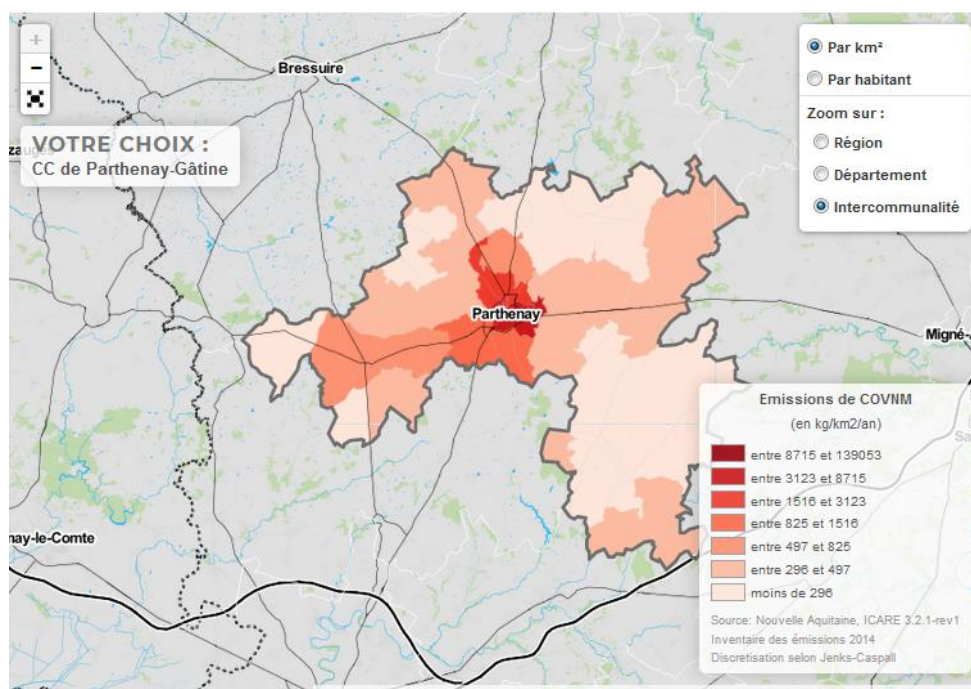 +
Bressuire
Par km²
Par habitant
Zoom sur :
Région
Département
Intercommunalité
VOTRE CHOIX :
CC de Parthenay-Gâtine
Parthenay
Migné-
Emissions de COVNM
(en kg/km2/an)
entre 8715 et 139053
entre 3123 et 8715
entre 1516 et 3123
entre 825 et 1516
entre 497 et 825
entre 296 et 497
moins de 296
nay-le-Comte
Source: Nouvelle Aquitaine, ICARE 3.2.1-rev1
Inventaire des émissions 2014
Discretisation selon Jenks-Caspall